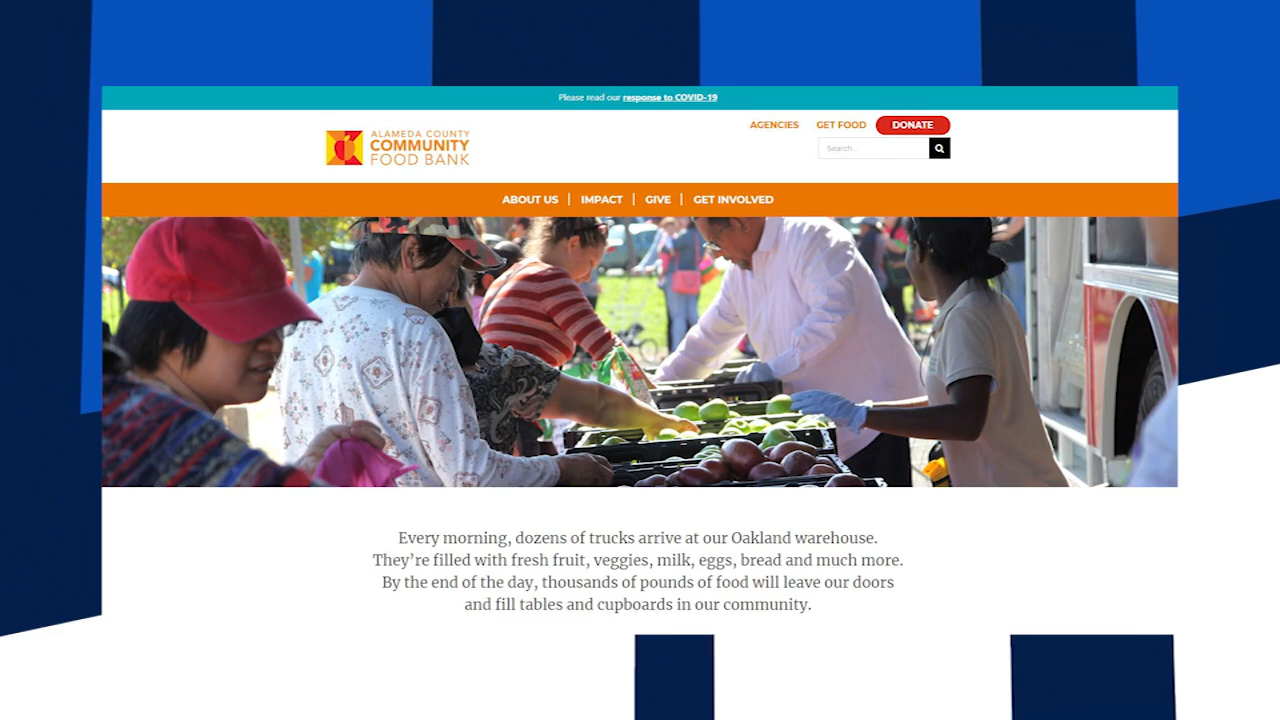 Please read our response to COVID-19
AGENCIES GET FOOD DONATE
ALAMEDA COUNTY
COMMUNITY
FOOD BANK
Search...
ABOUT US | IMPACT | GIVE | GET INVOLVED
Every morning, dozens of trucks arrive at our Oakland warehouse.
They’re filled with fresh fruit, veggies, milk, eggs, bread and much more.
By the end of the day, thousands of pounds of food will leave our doors
and fill tables and cupboards in our community.